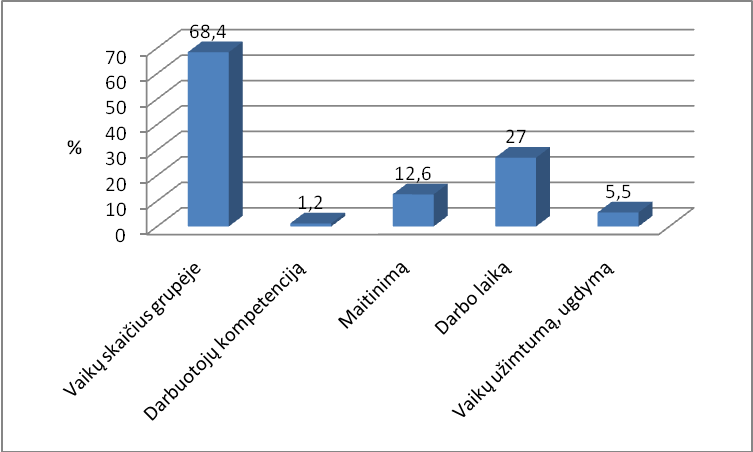 68,4
70
60
50
40
30
20
10
0
%
1,2
12,6
27
5,5
Vaikų skaičius grupėje
Darbuotojų kompetenciją
Maitinimą
Darbo laiką
Vaikų užimtumą, ugdymą